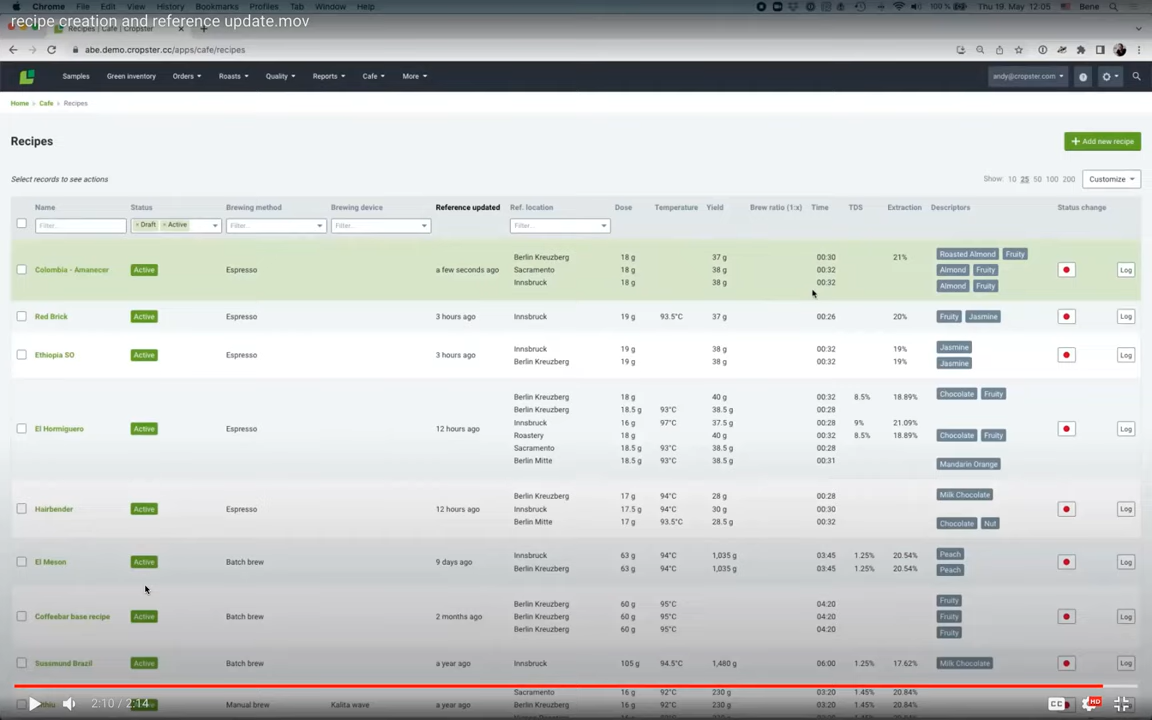 Chrome File Edit View History Bookmarks Profiles Tab Window Help 100 % Thu 19. May 12:05 Bene
recipe creation and reference update.mov
Recipes | Cafe | Cropster
abe.demo.cropster.cc/apps/cafe/recipes
Samples Green inventory Orders Roasts Quality Reports Cafe More andy@cropster.com
Home > Cafe > Recipes
Recipes
+ Add new recipe
Select records to see actions
Show: 10 25 50 100 200 Customize
Name Status Brewing method Brewing device Reference updated Ref. location Dose Temperature Yield Brew ratio (1:x) Time TDS Extraction Descriptors Status change
Filter... × Draft × Active Filter... Filter... Filter...
Colombia - Amanecer Active Espresso a few seconds ago
Berlin Kreuzberg 18 g 37 g 00:30 21% Roasted Almond Fruity
Sacramento 18 g 38 g 00:32 Almond Fruity
Innsbruck 18 g 38 g 00:32 Almond Fruity
Log
Red Brick Active Espresso 3 hours ago Innsbruck 19 g 93.5°C 37 g 00:26 20% Fruity Jasmine Log
Ethiopia SO Active Espresso 3 hours ago
Innsbruck 19 g 38 g 00:32 19% Jasmine
Berlin Kreuzberg 19 g 38 g 00:32 19% Jasmine
Log
El Hormiguero Active Espresso 12 hours ago
Berlin Kreuzberg 18 g 40 g 00:32 8.5% 18.89% Chocolate Fruity
Berlin Kreuzberg 18.5 g 93°C 38.5 g 00:28
Innsbruck 16 g 97°C 37.5 g 00:28 9% 21.09%
Roastery 18 g 40 g 00:32 8.5% 18.89% Chocolate Fruity
Sacramento 18.5 g 93°C 38.5 g 00:28
Berlin Mitte 18.5 g 93°C 38.5 g 00:31 Mandarin Orange
Log
Hairbender Active Espresso 12 hours ago
Berlin Kreuzberg 17 g 94°C 28 g 00:28 Milk Chocolate
Innsbruck 17.5 g 94°C 30 g 00:30
Berlin Mitte 17 g 93.5°C 28.5 g 00:32 Chocolate Nut
Log
El Meson Active Batch brew 9 days ago
Innsbruck 63 g 94°C 1,035 g 03:45 1.25% 20.54% Peach
Berlin Kreuzberg 63 g 94°C 1,035 g 03:45 1.25% 20.54% Peach
Log
Coffeebar base recipe Active Batch brew 2 months ago
Berlin Kreuzberg 60 g 95°C 04:20 Fruity
Berlin Kreuzberg 60 g 95°C 04:20 Fruity
Berlin Kreuzberg 60 g 95°C 04:20 Fruity
Log
Sussmund Brazil Active Batch brew a year ago Innsbruck 105 g 94.5°C 1,480 g 06:00 1.25% 17.62% Milk Chocolate Log
Sacramento 16 g 92°C 230 g 03:20 1.45% 20.84%
Active Manual brew Kalita wave a year ago Berlin Kreuzberg 16 g 92°C 230 g 03:20 1.45% 20.84% Log
2:10 / 2:14 CC HD